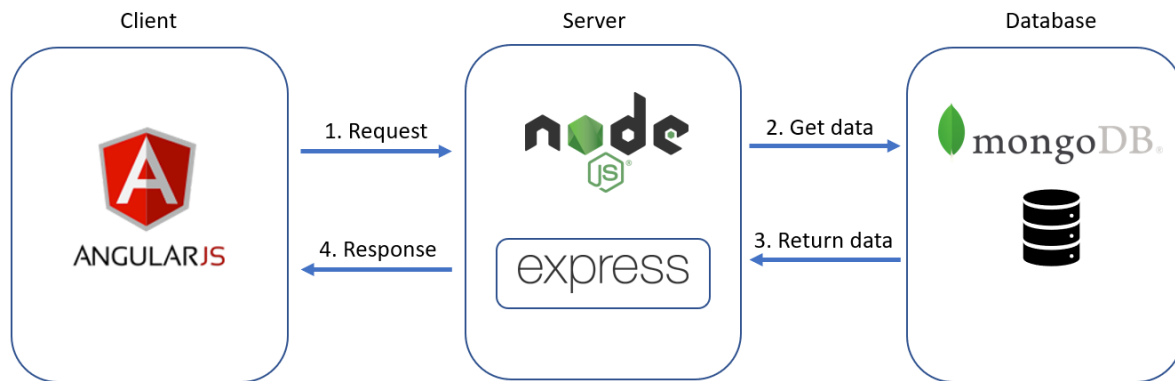 Client
Server
Database
1. Request
2. Get data
3. Return data
4. Response
A
ANGULARJS
node
JS®
express
mongoDB®